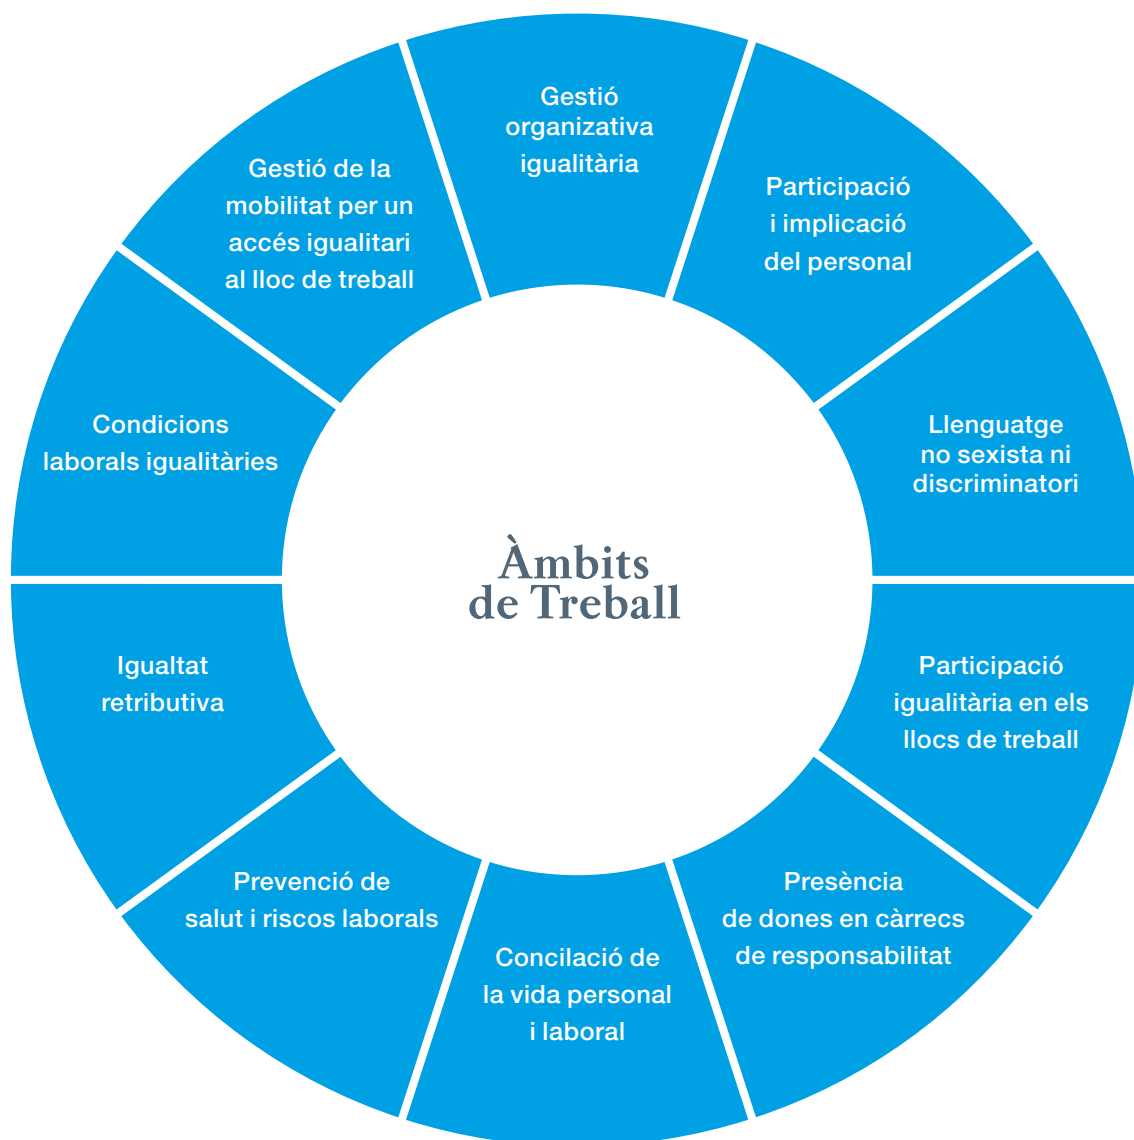 Gestió
organizativa
igualitària
Participació
i implicació
del personal
Llenguatge
no sexista ni
discriminatori
Participació
igualitària en els
llocs de treball
Presència
de dones en càrrecs
de responsabilitat
Concilació de
la vida personal
i laboral
Prevenció de
salut i riscos laborals
Igualtat
retributiva
Condicions
laborals igualitàries
Gestió de la
mobilitat per un
accés igualitari
al lloc de treball
Àmbits
de Treball